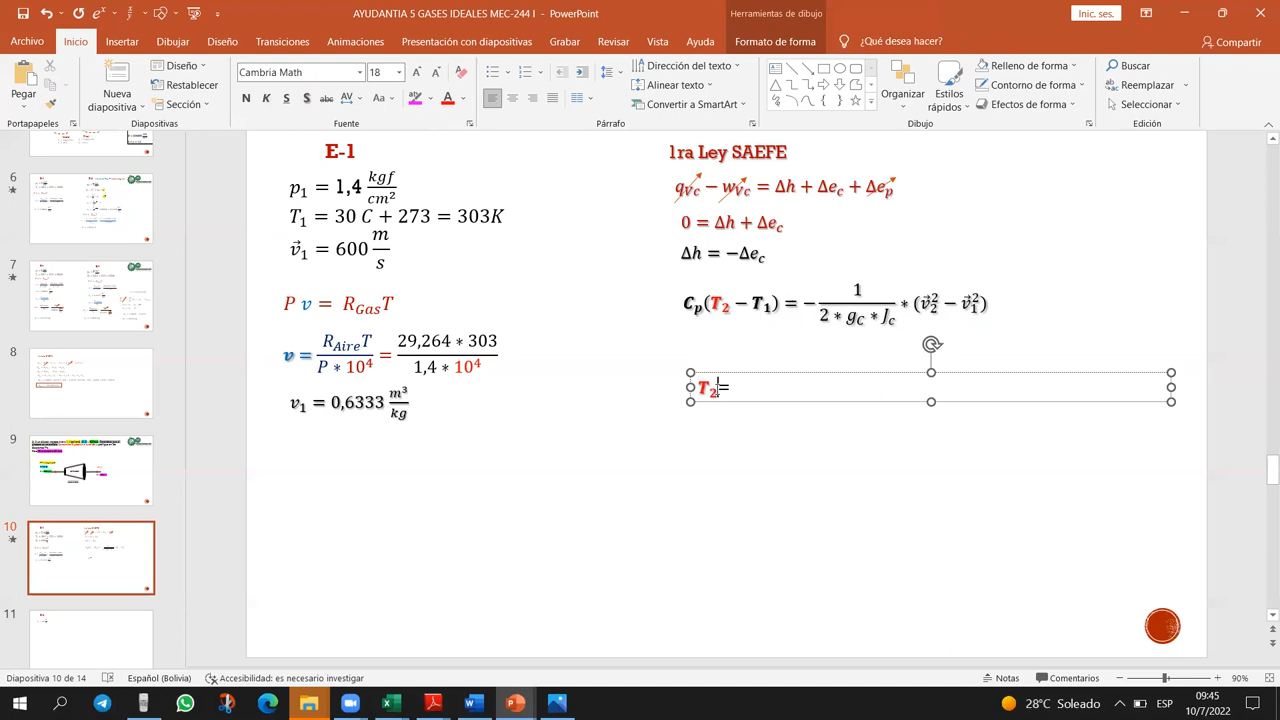 AYUDANTIA 5 GASES IDEALES MEC-244 I - PowerPoint
Herramientas de dibujo
Inic. ses.
Archivo Inicio Insertar Dibujar Diseño Transiciones Animaciones Presentación con diapositivas Grabar Revisar Vista Ayuda Formato de forma ¿Qué desea hacer? Compartir
Pegar
Nueva diapositiva
Diseño
Restablecer
Sección
Cambria Math 18
N K S S abc AV Aa A
Dirección del texto
Alinear texto
Convertir a SmartArt
Organizar
Estilos rápidos
Relleno de forma
Contorno de forma
Efectos de forma
Buscar
Reemplazar
Seleccionar
Portapapeles Diapositivas Fuente Párrafo Dibujo Edición
6
8
9
10
11
E-1
p₁ = 1,4 kgf/cm²
T₁ = 30 C + 273 = 303K
v⃗₁ = 600 m/s
P v = R_Gas T
v = R_Aire T / P ∗ 10⁴ = 29,264 ∗ 303 / 1,4 ∗ 10⁴
v₁ = 0,6333 m³/kg
1ra Ley SAEFE
q_Vc − w_Vc = Δh + Δe_c + Δe_p
0 = Δh + Δe_c
Δh = −Δe_c
C_p(T₂ − T₁) = − 1 / 2 ∗ g_C ∗ J_c ∗ (v⃗₂² − v⃗₁²)
T₂=
Diapositiva 10 de 14 Español (Bolivia) Accesibilidad: es necesario investigar Notas Comentarios 90%
28°C Soleado ESP 09:45
10/7/2022